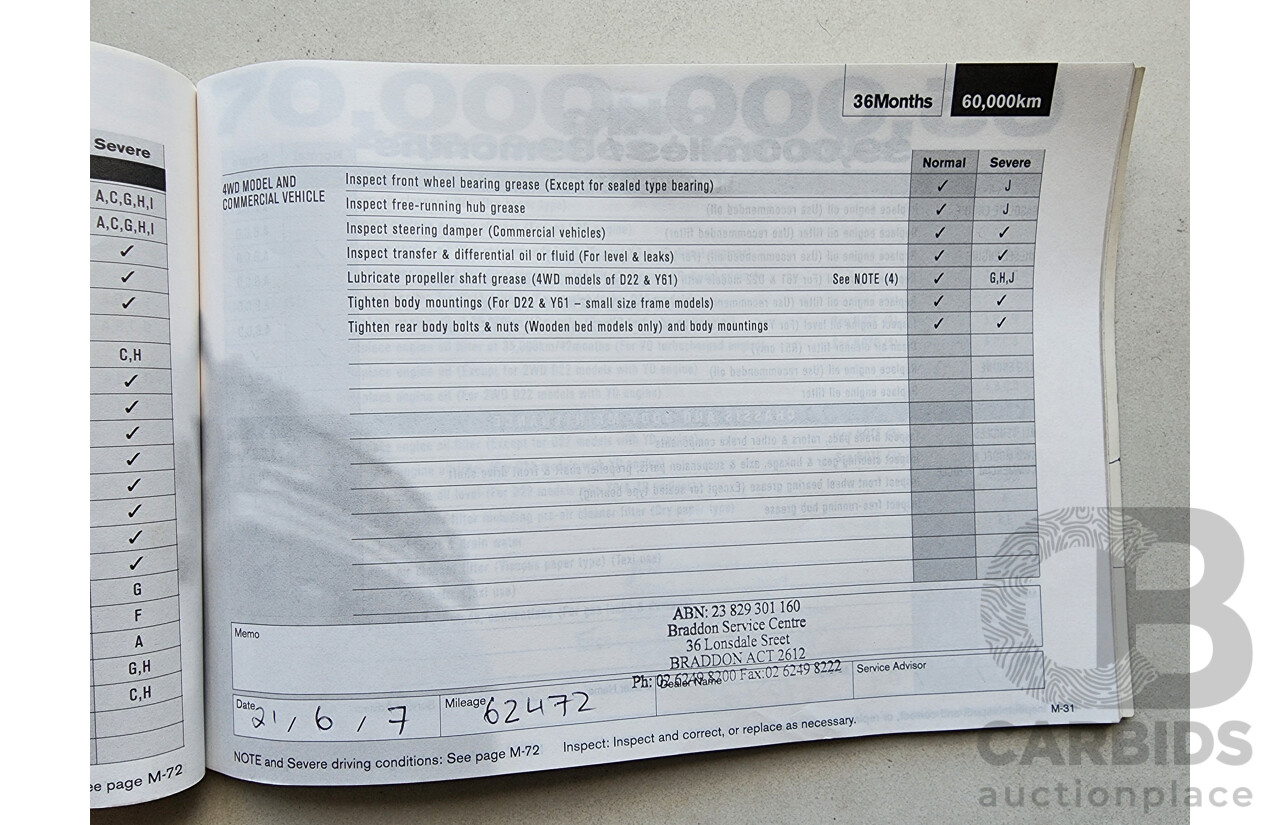 Severe
A,C,G,H,I
A,C,G,H,I
✓
✓
✓
C,H
✓
✓
✓
✓
✓
✓
✓
✓
G
F
A
G,H
C,H
ee page M-72
36Months 60,000km
Normal Severe
4WD MODEL AND
COMMERCIAL VEHICLE
Inspect front wheel bearing grease (Except for sealed type bearing) ✓ J
Inspect free-running hub grease ✓ J
Inspect steering damper (Commercial vehicles) ✓ ✓
Inspect transfer & differential oil or fluid (For level & leaks) ✓ ✓
Lubricate propeller shaft grease (4WD models of D22 & Y61) See NOTE (4) ✓ G,H,J
Tighten body mountings (For D22 & Y61 – small size frame models) ✓ ✓
Tighten rear body bolts & nuts (Wooden bed models only) and body mountings ✓ ✓
Memo
ABN: 23 829 301 160
Braddon Service Centre
36 Lonsdale Sreet
BRADDON ACT 2612
Ph: 02 6249 8200 Fax:02 6249 8222
Date 21/6/7
Mileage 62472
Dealer Name
Service Advisor
M-31
NOTE and Severe driving conditions: See page M-72 Inspect: Inspect and correct, or replace as necessary.
CB
CARBIDS
auctionplace